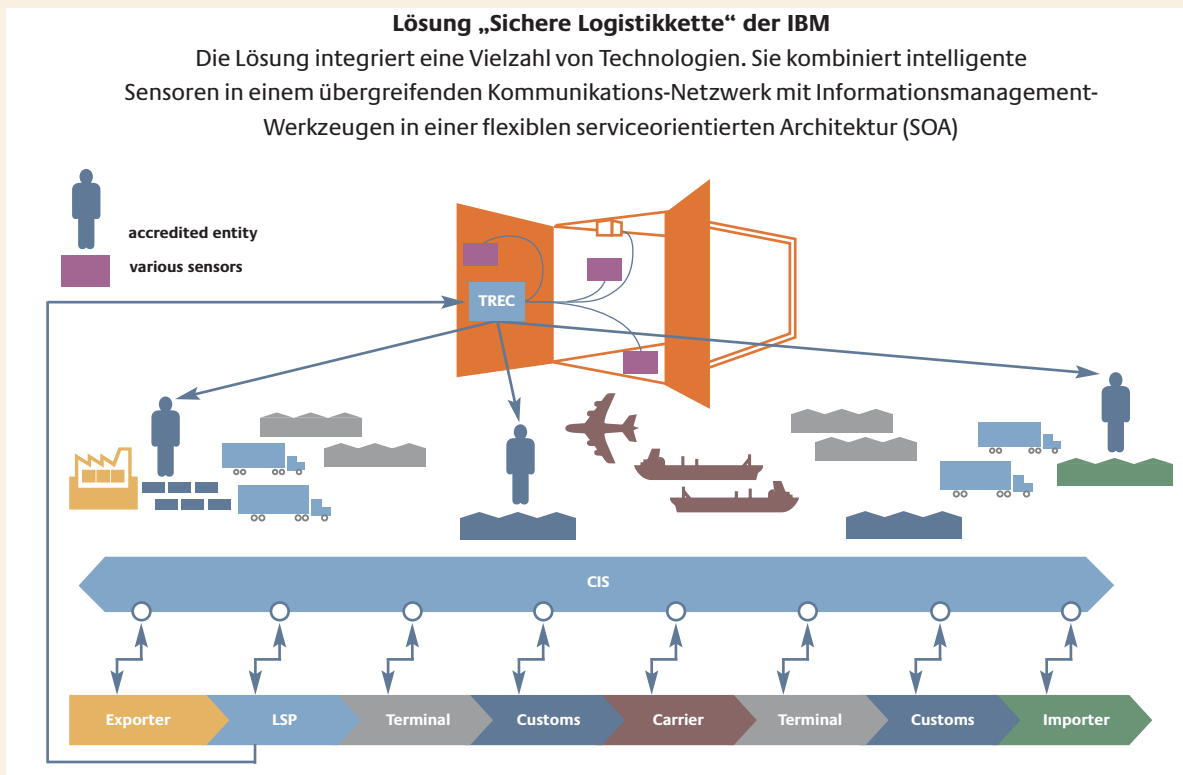 Lösung „Sichere Logistikkette“ der IBM
Die Lösung integriert eine Vielzahl von Technologien. Sie kombiniert intelligente
Sensoren in einem übergreifenden Kommunikations-Netzwerk mit Informationsmanagement-
Werkzeugen in einer flexiblen serviceorientierten Architektur (SOA)
accredited entity
various sensors
TREC
CIS
Exporter
LSP
Terminal
Customs
Carrier
Terminal
Customs
Importer